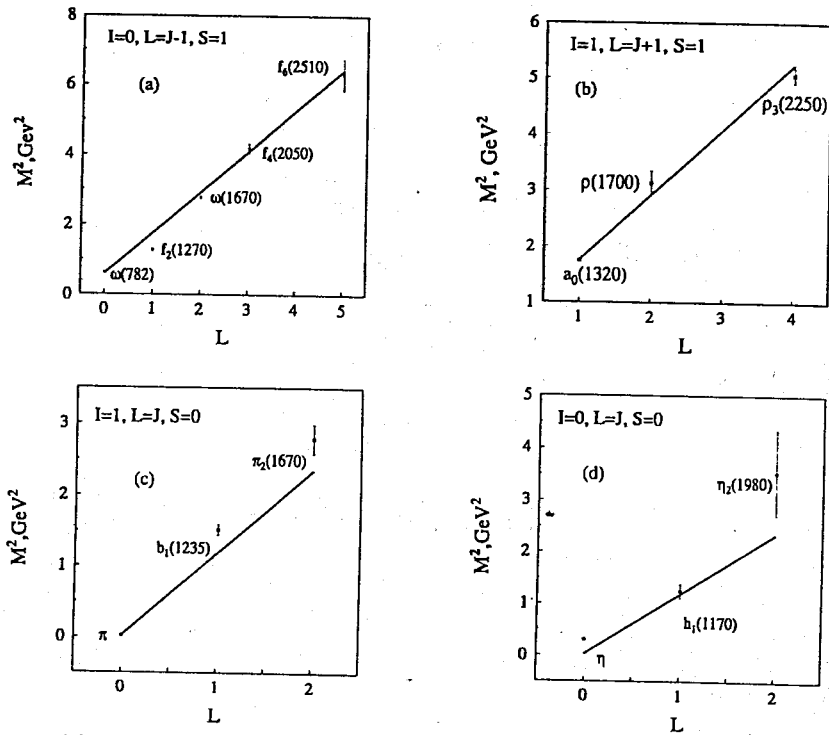 I=0, L=J-1, S=1
(a)
M², Gev²
8
6
4
2
0
f₆(2510)
f₄(2050)
ω(1670)
f₂(1270)
ω(782)
0 1 2 3 4 5
L
I=1, L=J+1, S=1
(b)
M², GeV²
6
5
4
3
2
1
ρ₃(2250)
ρ(1700)
a₀(1320)
1 2 3 4
L
I=1, L=J, S=0
(c)
M²,GeV²
3
2
1
0
π₂(1670)
b₁(1235)
π
0 1 2
L
I=0, L=J, S=0
(d)
M²,GeV²
5
4
3
2
1
0
η₂(1980)
h₁(1170)
η
0 1 2
L